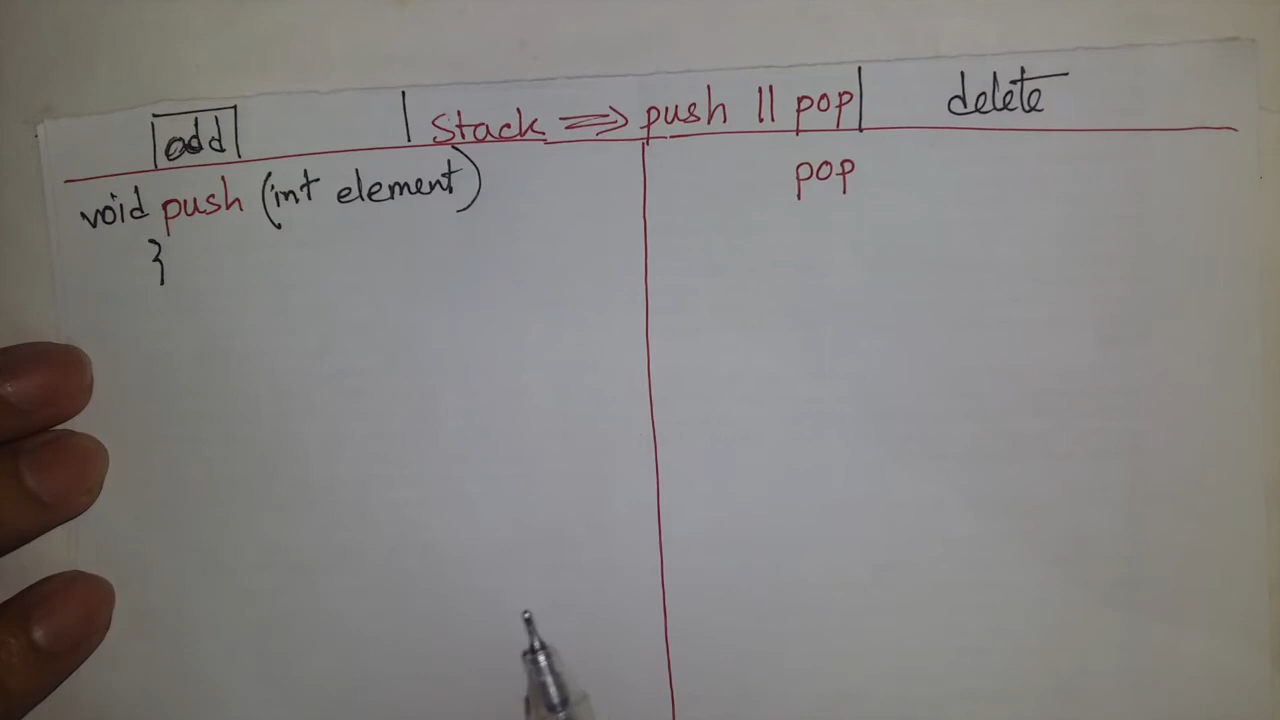 add | Stack ⇒ push || pop | delete
void push (int element)
}
pop